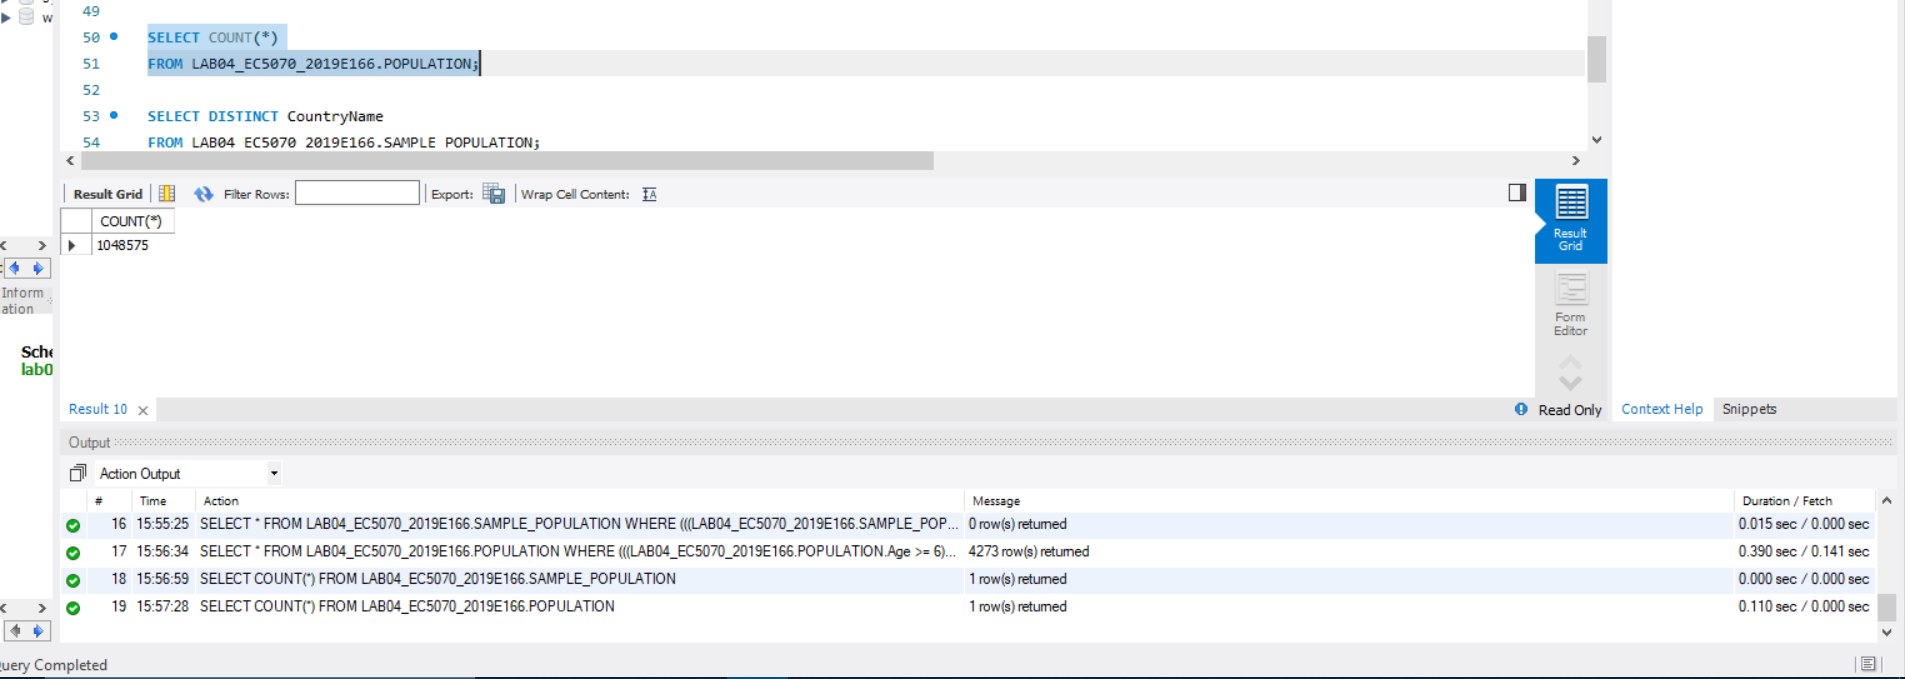 49
w
50 SELECT COUNT(*)
51 FROM LAB04_EC5070_2019E166.POPULATION;
52
53 SELECT DISTINCT CountryName
54 FROM LAB04_EC5070_2019E166.SAMPLE_POPULATION;
Result Grid Filter Rows: Export: Wrap Cell Content:
COUNT(*)
1048575
Result
Grid
Form
Editor
Inform
ation
Sche
lab0
Result 10 Read Only Context Help Snippets
Output
Action Output
# Time Action Message Duration / Fetch
16 15:55:25 SELECT * FROM LAB04_EC5070_2019E166.SAMPLE_POPULATION WHERE (((LAB04_EC5070_2019E166.SAMPLE_POP... 0 row(s) returned 0.015 sec / 0.000 sec
17 15:56:34 SELECT * FROM LAB04_EC5070_2019E166.POPULATION WHERE (((LAB04_EC5070_2019E166.POPULATION.Age >= 6)... 4273 row(s) returned 0.390 sec / 0.141 sec
18 15:56:59 SELECT COUNT(*) FROM LAB04_EC5070_2019E166.SAMPLE_POPULATION 1 row(s) returned 0.000 sec / 0.000 sec
19 15:57:28 SELECT COUNT(*) FROM LAB04_EC5070_2019E166.POPULATION 1 row(s) returned 0.110 sec / 0.000 sec
uery Completed